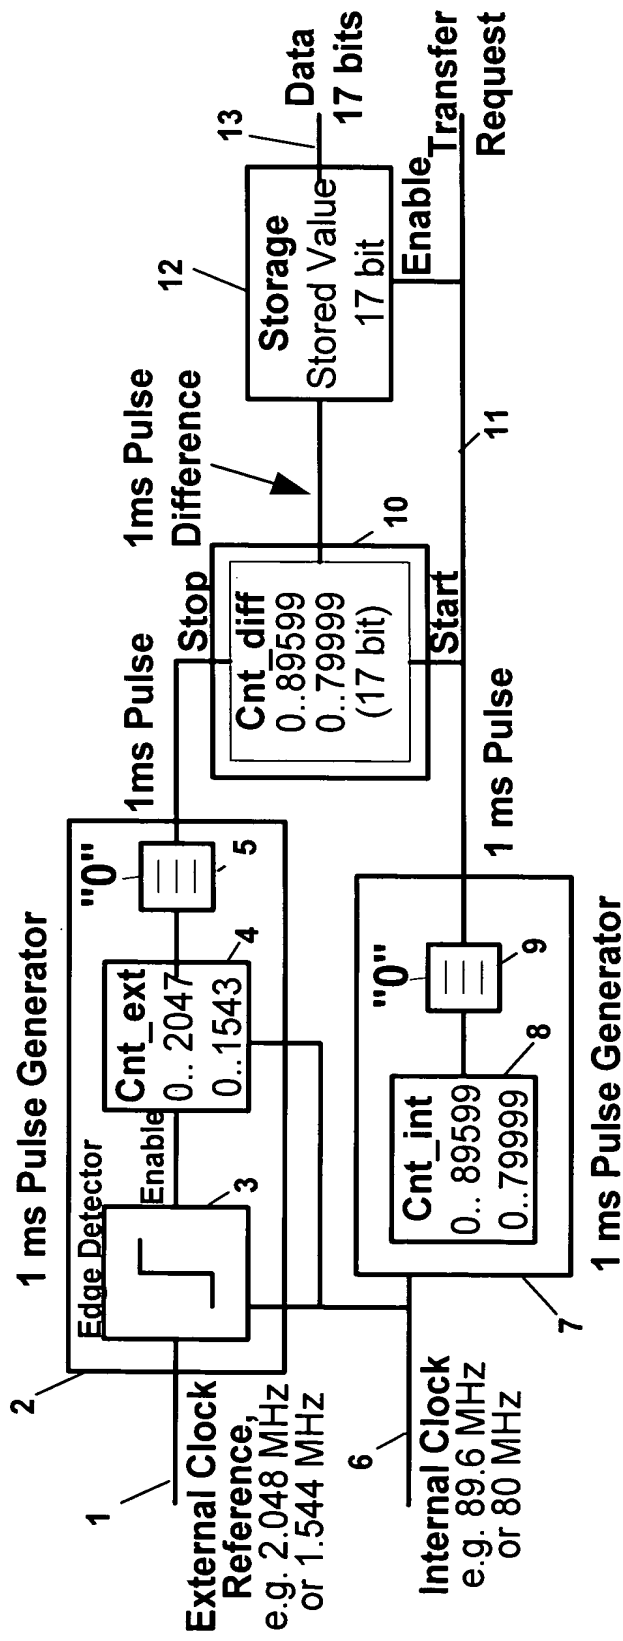 1 ms Pulse Generator
2
Edge Detector
Enable
3
Cnt_ext
0.. 2047
0..1543
4
"0"
5
1
External Clock
Reference,
e.g. 2.048 MHz
or 1.544 MHz
1ms Pulse
Stop
Cnt_diff
0..89599
0..79999
(17 bit)
Start
10
1ms Pulse
Difference
12
Storage
Stored Value
17 bit
13
Data
17 bits
Enable
Transfer
Request
11
6
Internal Clock
e.g. 89.6 MHz
or 80 MHz
7
Cnt_int
0.. 89599
0..79999
8
"0"
9
1 ms Pulse
1 ms Pulse Generator